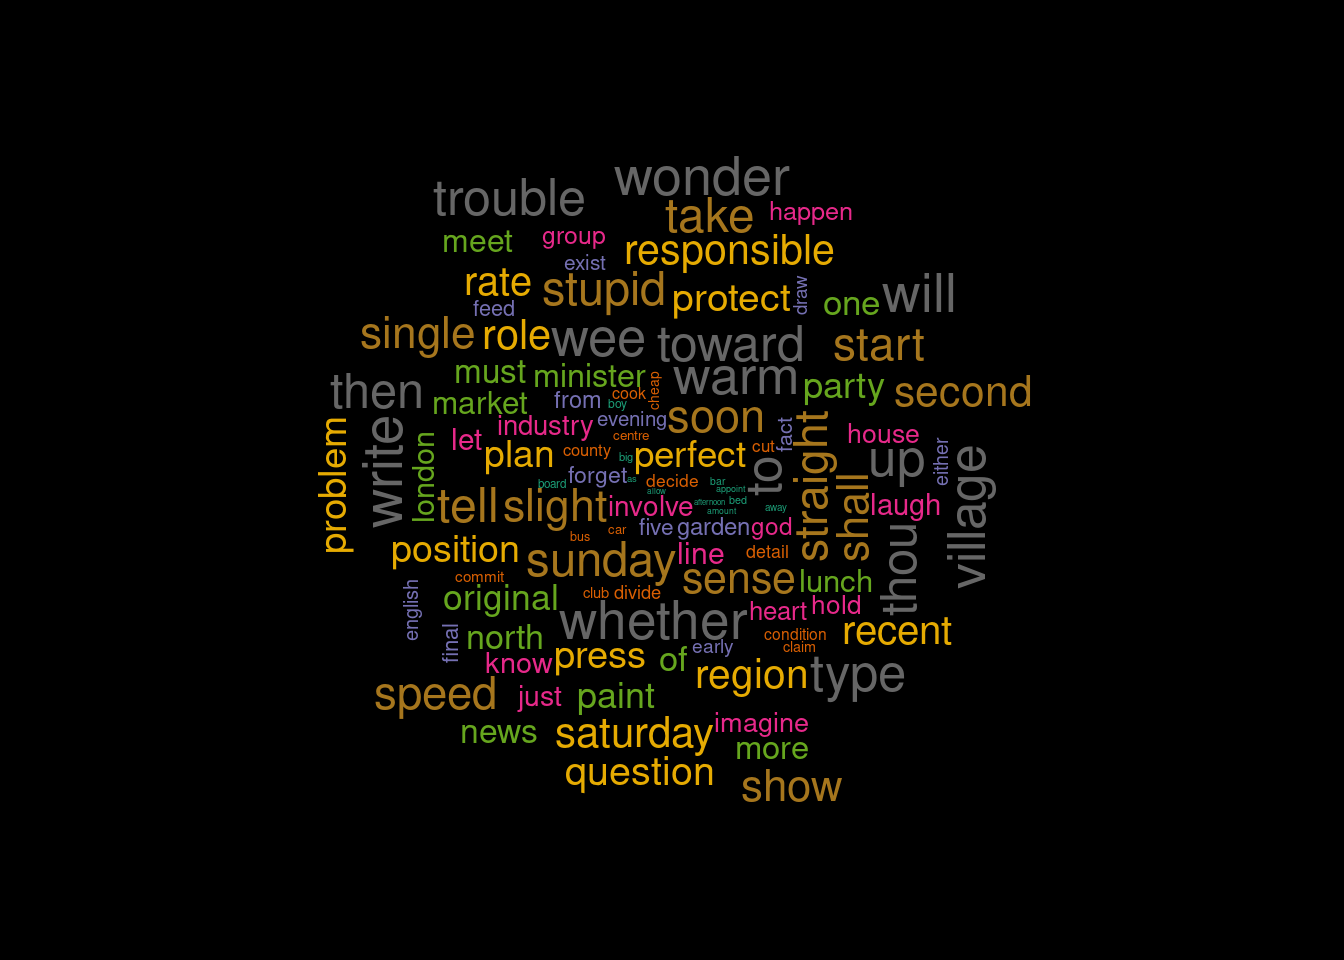 wonder
trouble
take happen
meet group responsible
exist
rate stupid protect draw one will
feed
single role wee toward start
must minister warm party second
then market from cook cheap
boy
industry evening soon fact straight house
let centre
problem write london plan county big perfect cut to up either village
forget as decide bar
board allow appoint
tell slight involve afternoon bed away shall laugh
amount
five garden god
bus car
position sunday line detail thou
commit sense lunch
english original club divide
whether heart hold
north condition recent
final early claim
know press of region type
speed just paint
news saturday imagine
more
question show